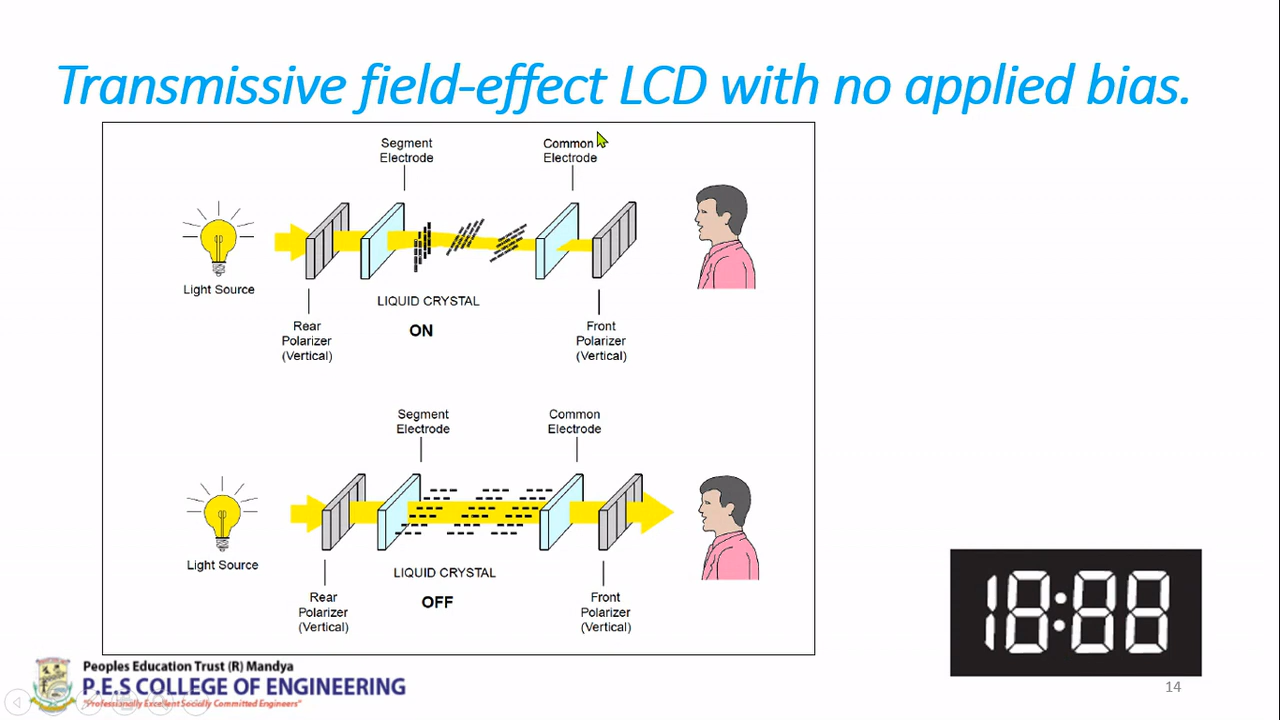 Transmissive field-effect LCD with no applied bias.
Segment
Electrode
Common
Electrode
Light Source
LIQUID CRYSTAL
ON
Rear
Polarizer
(Vertical)
Front
Polarizer
(Vertical)
Segment
Electrode
Common
Electrode
Light Source
LIQUID CRYSTAL
OFF
Rear
Polarizer
(Vertical)
Front
Polarizer
(Vertical)
18:88
Peoples Education Trust (R) Mandya
P.E.S COLLEGE OF ENGINEERING
"Professionally Excellent Socially Committed Engineers"
14